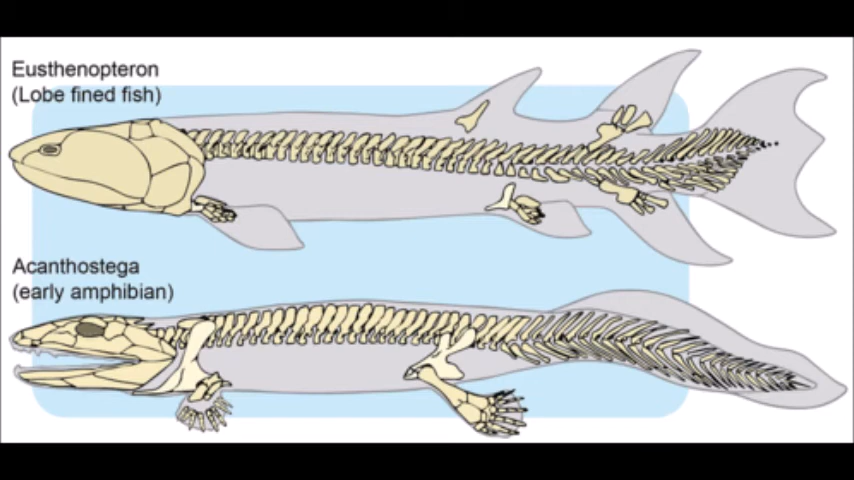 Eusthenopteron
(Lobe fined fish)
Acanthostega
(early amphibian)